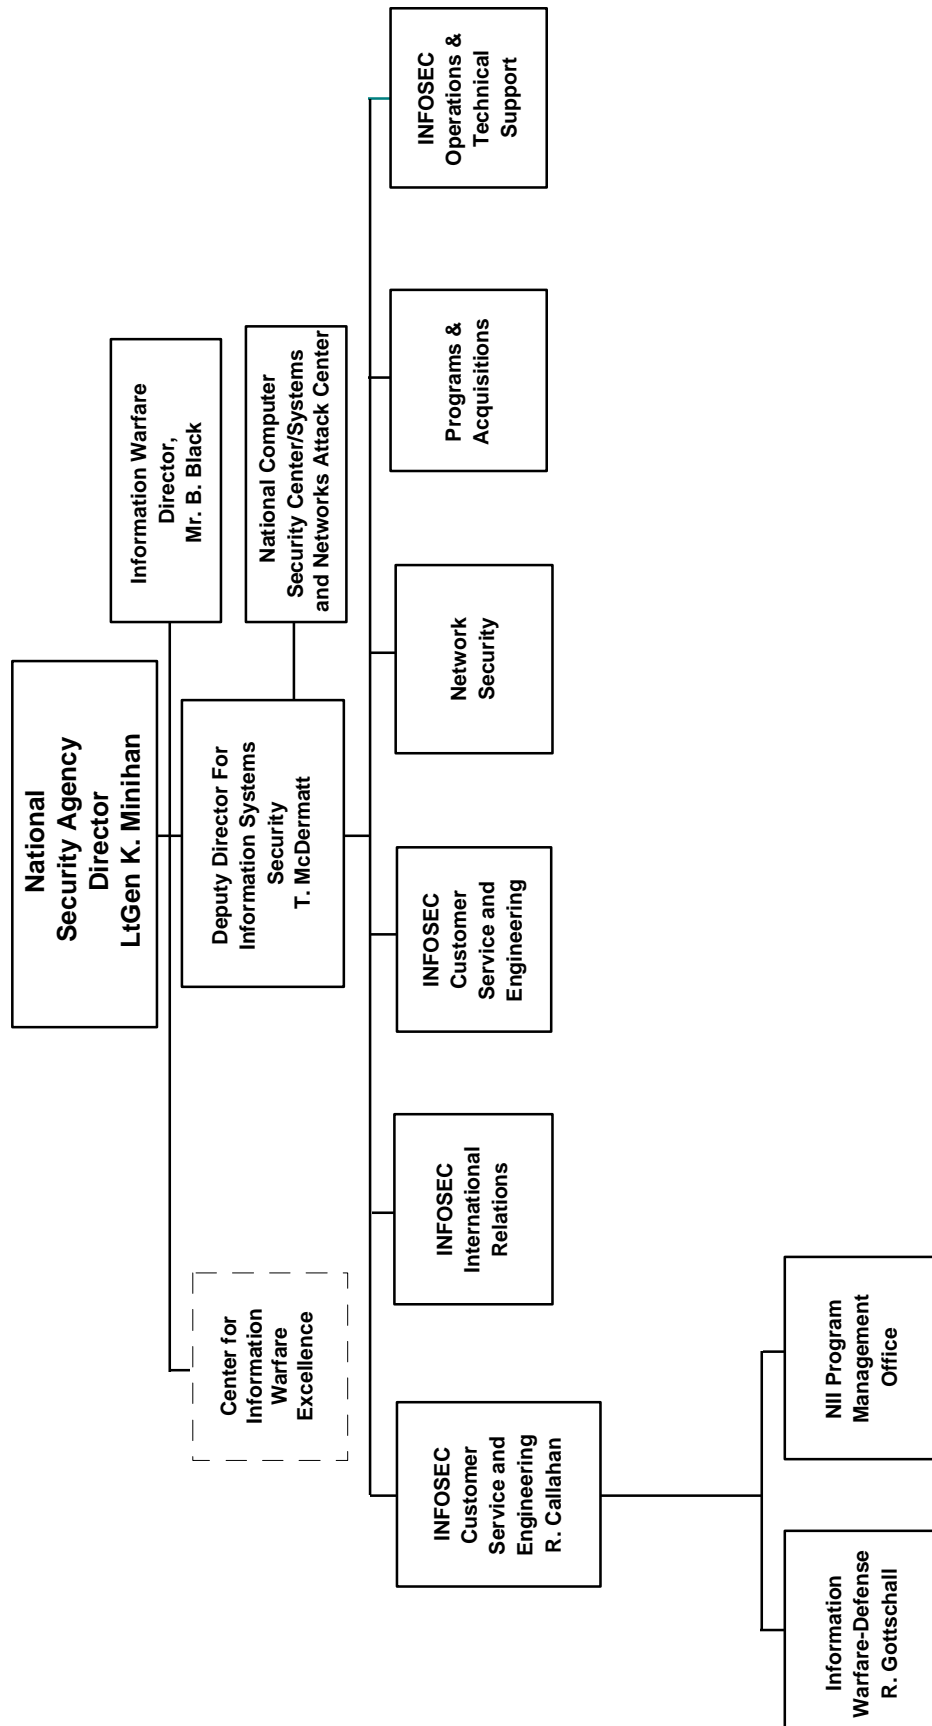 National
Security Agency
Director
LtGen K. Minihan
Information Warfare
Director,
Mr. B. Black
Center for
Information
Warfare
Excellence
Deputy Director For
Information Systems
Security
T. McDermatt
National Computer
Security Center/Systems
and Networks Attack Center
INFOSEC
Customer
Service and
Engineering
R. Callahan
INFOSEC
International
Relations
INFOSEC
Customer
Service and
Engineering
Network
Security
Programs &
Acquisitions
INFOSEC
Operations &
Technical
Support
Information
Warfare-Defense
R. Gottschall
NII Program
Management
Office